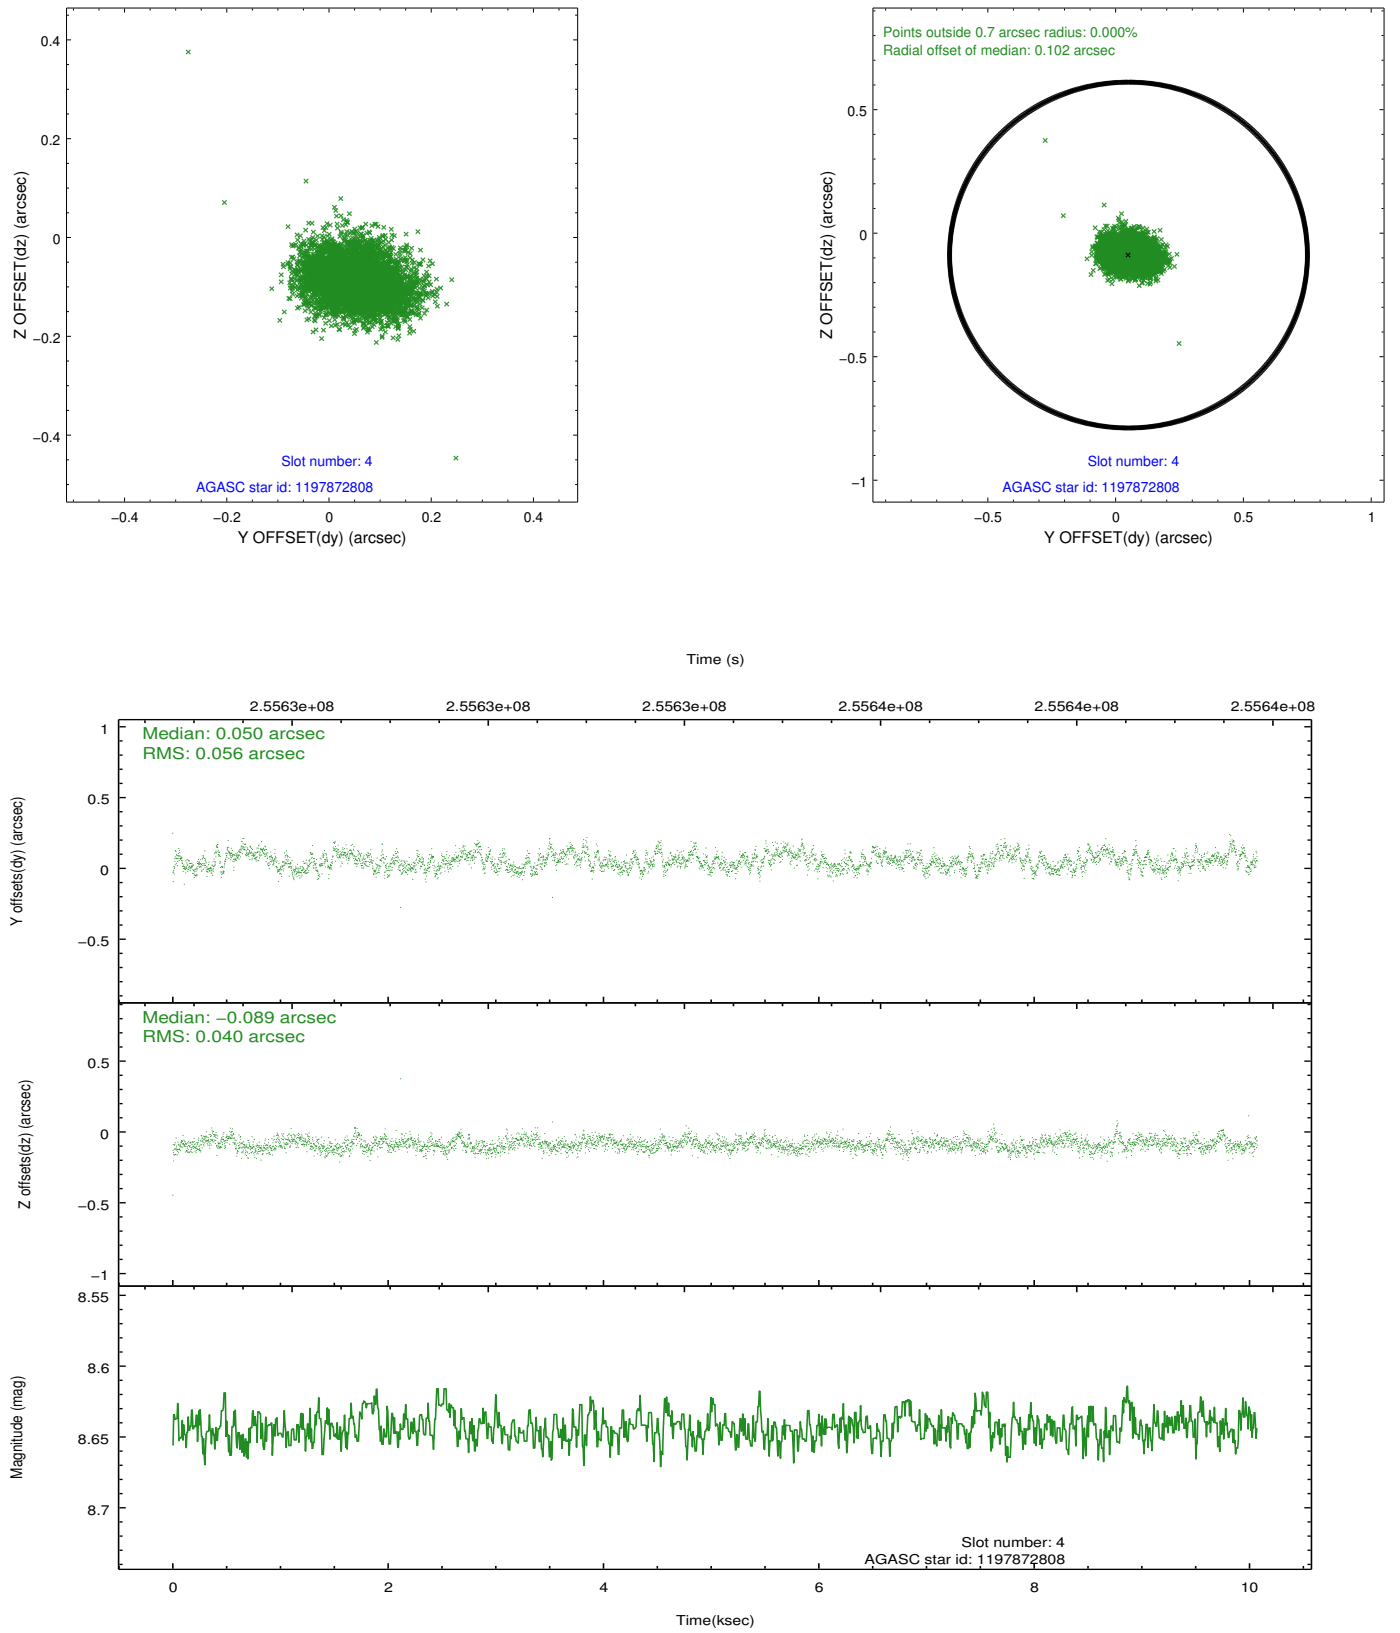 0.4
0.2
0
−0.2
−0.4
Z OFFSET(dz) (arcsec)
Slot number: 4
AGASC star id: 1197872808
−0.4 −0.2 0 0.2 0.4
Y OFFSET(dy) (arcsec)
Points outside 0.7 arcsec radius: 0.000%
Radial offset of median: 0.102 arcsec
0.5
0
−0.5
−1
Z OFFSET(dz) (arcsec)
Slot number: 4
AGASC star id: 1197872808
−0.5 0 0.5 1
Y OFFSET(dy) (arcsec)
Time (s)
2.5563e+08 2.5563e+08 2.5563e+08 2.5564e+08 2.5564e+08 2.5564e+08
Median: 0.050 arcsec
RMS: 0.056 arcsec
1
0.5
0
−0.5
Y offsets(dy) (arcsec)
Median: −0.089 arcsec
RMS: 0.040 arcsec
0.5
0
−0.5
−1
Z offsets(dz) (arcsec)
8.55
8.6
8.65
8.7
Magnitude (mag)
Slot number: 4
AGASC star id: 1197872808
0 2 4 6 8 10
Time(ksec)